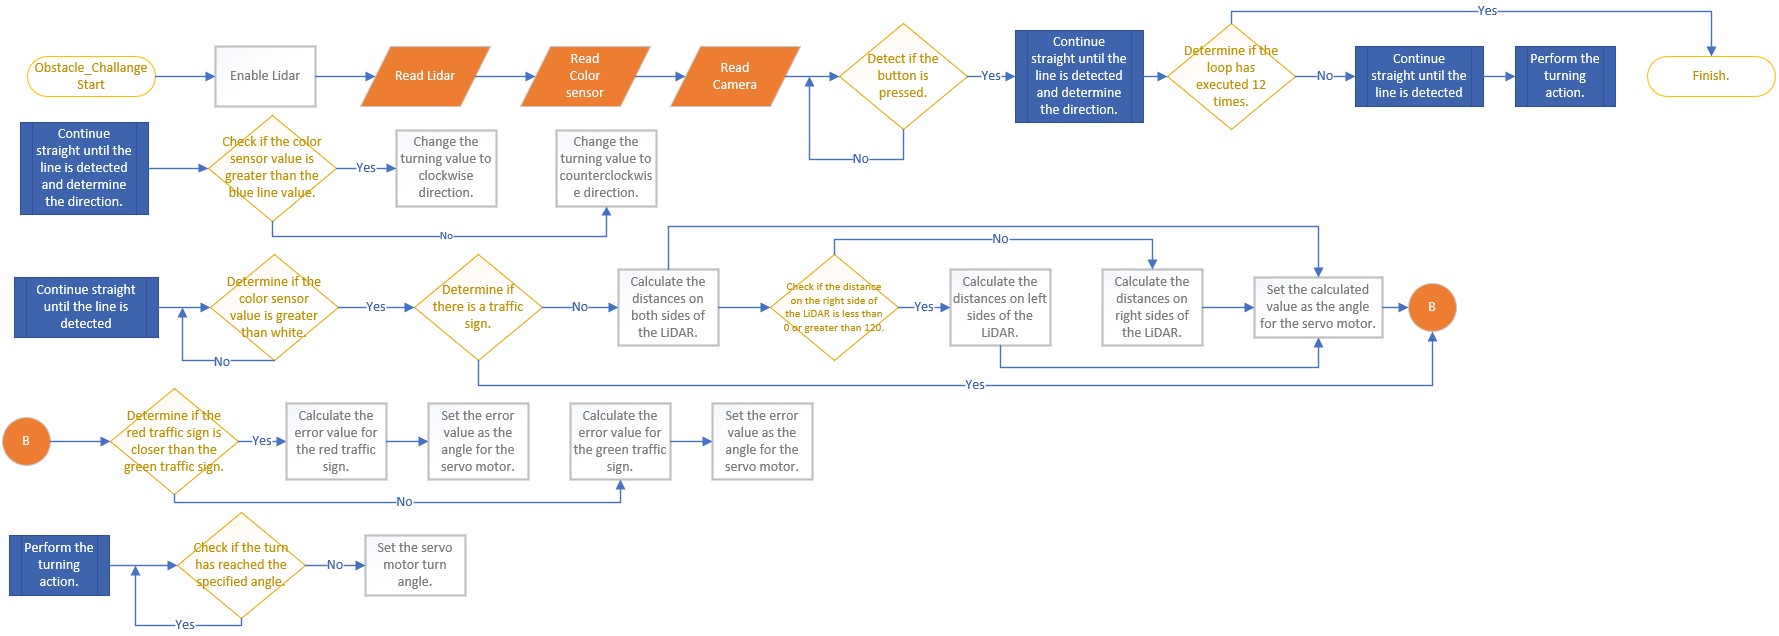 Yes
Obstacle_Challange
Start
Enable Lidar
Read Lidar
Read
Color
sensor
Read
Camera
Detect if the
button is
pressed.
Yes
No
Continue
straight until the
line is detected
and determine
the direction.
Determine if the
loop has
executed 12
times.
No
Continue
straight until the
line is detected
Perform the
turning
action.
Finish.
Continue
straight until the
line is detected
and determine
the direction.
Check if the color
sensor value is
greater than the
blue line value.
Yes
Change the
turning value to
clockwise
direction.
Change the
turning value to
counterclockwis
e direction.
No
Continue straight
until the line is
detected
Determine if the
color sensor
value is greater
than white.
No
Yes
Determine if
there is a traffic
sign.
No
Calculate the
distances on
both sides of
the LiDAR.
No
Check if the distance
on the right side of
the LiDAR is less than
0 or greater than 120.
Yes
Calculate the
distances on left
sides of the
LiDAR.
Calculate the
distances on
right sides of
the LiDAR.
Set the calculated
value as the angle
for the servo motor.
B
Yes
B
Determine if the
red traffic sign is
closer than the
green traffic sign.
Yes
Calculate the
error value for
the red traffic
sign.
Set the error
value as the
angle for the
servo motor.
Calculate the
error value for
the green traffic
sign.
Set the error
value as the
angle for the
servo motor.
No
Perform the
turning
action.
Check if the turn
has reached the
specified angle.
No
Set the servo
motor turn
angle.
Yes